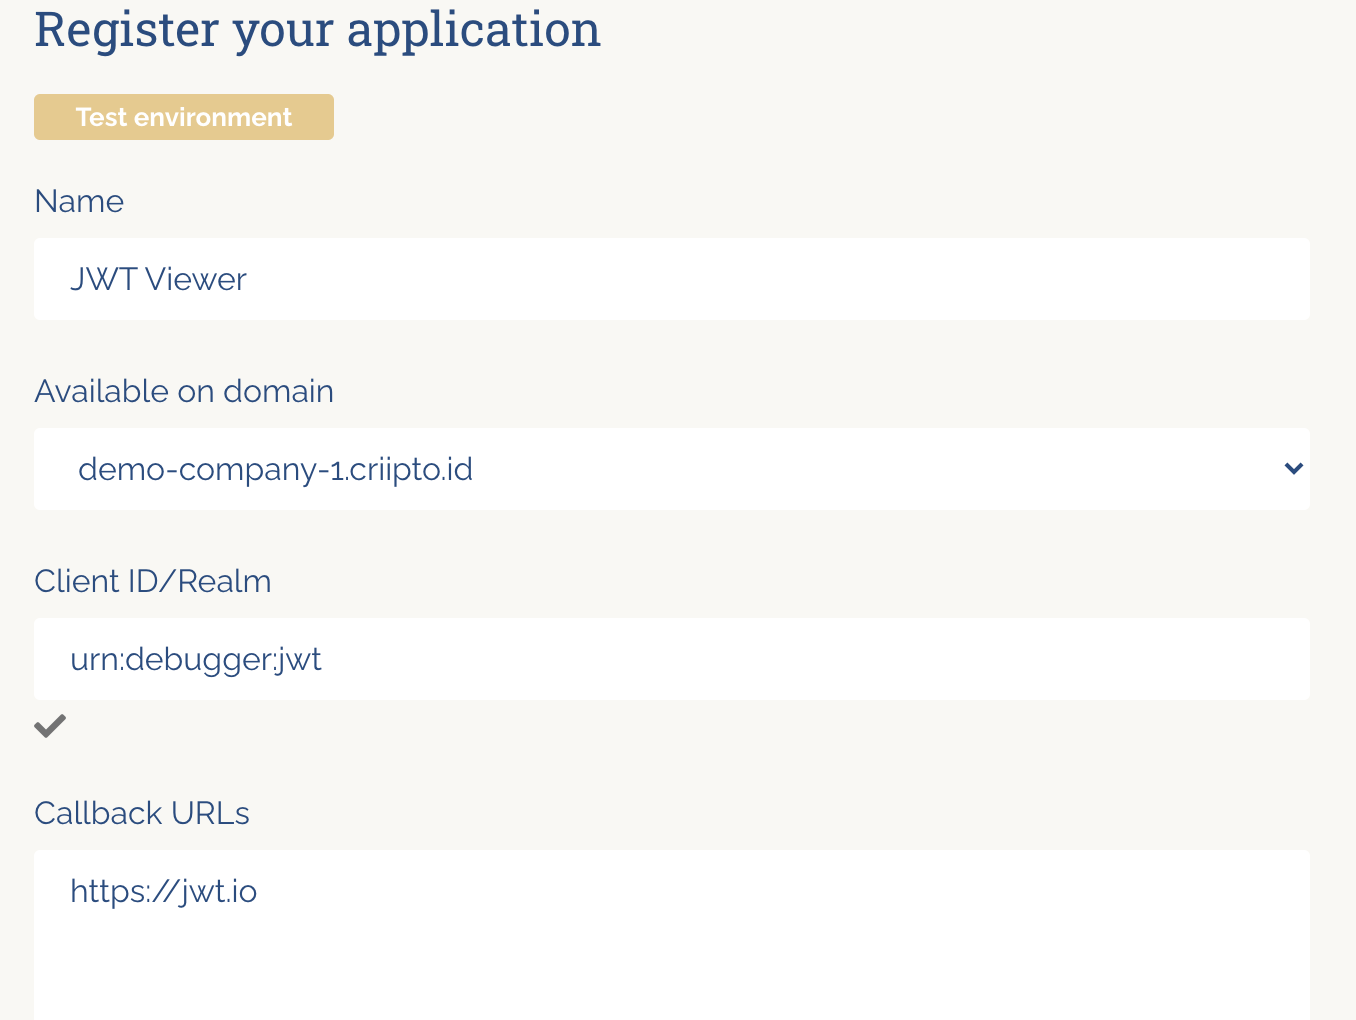 Register your application
Test environment
Name
JWT Viewer
Available on domain
demo-company-1.criipto.id
Client ID/Realm
urn:debugger:jwt
Callback URLs
https://jwt.io